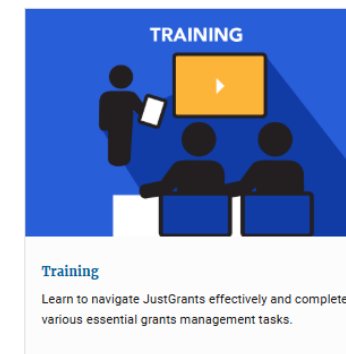 TRAINING
Training
Learn to navigate JustGrants effectively and complete
various essential grants management tasks.